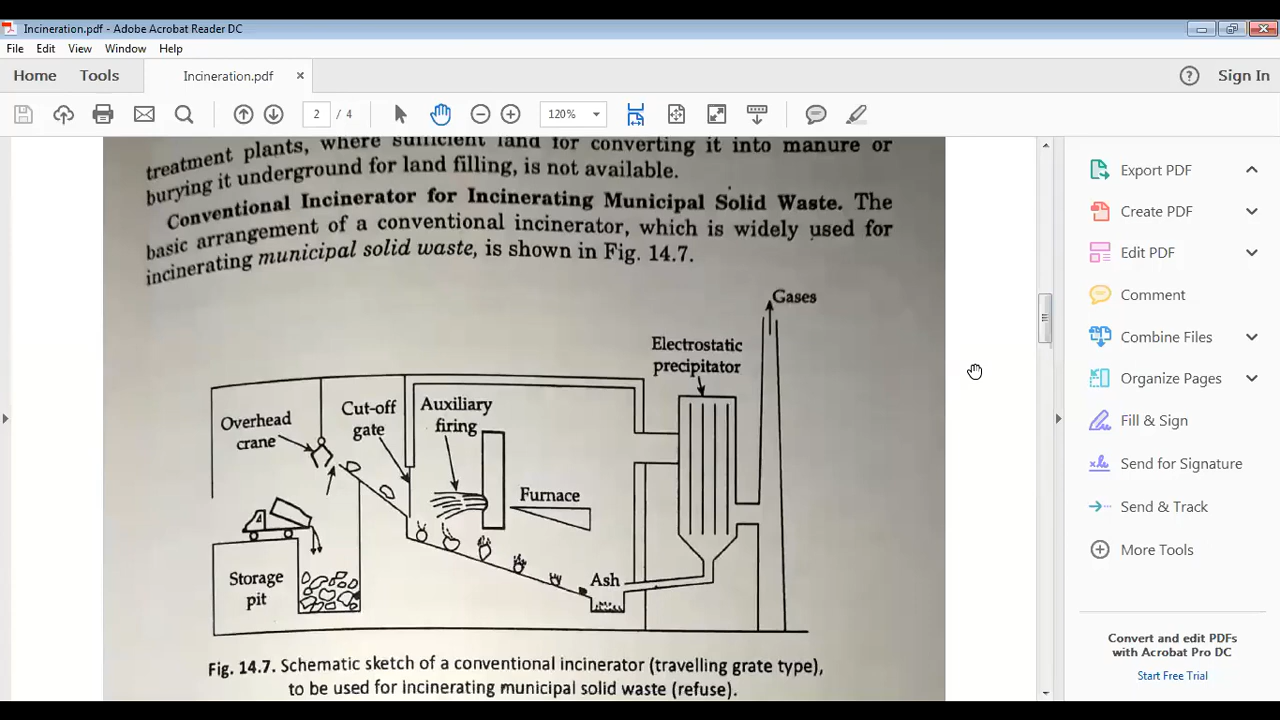 Incineration.pdf - Adobe Acrobat Reader DC
File Edit View Window Help
Home Tools Incineration.pdf × Sign In
2 / 4 120%
treatment plants, where sufficient land for converting it into manure or
burying it underground for land filling, is not available.
Conventional Incinerator for Incinerating Municipal Solid Waste. The
basic arrangement of a conventional incinerator, which is widely used for
incinerating municipal solid waste, is shown in Fig. 14.7.
Gases
Electrostatic
precipitator
Overhead
crane
Cut-off
gate
Auxiliary
firing
Furnace
Storage
pit
Ash
Fig. 14.7. Schematic sketch of a conventional incinerator (travelling grate type),
to be used for incinerating municipal solid waste (refuse).
Export PDF
Create PDF
Edit PDF
Comment
Combine Files
Organize Pages
Fill & Sign
Send for Signature
Send & Track
More Tools
Convert and edit PDFs
with Acrobat Pro DC
Start Free Trial